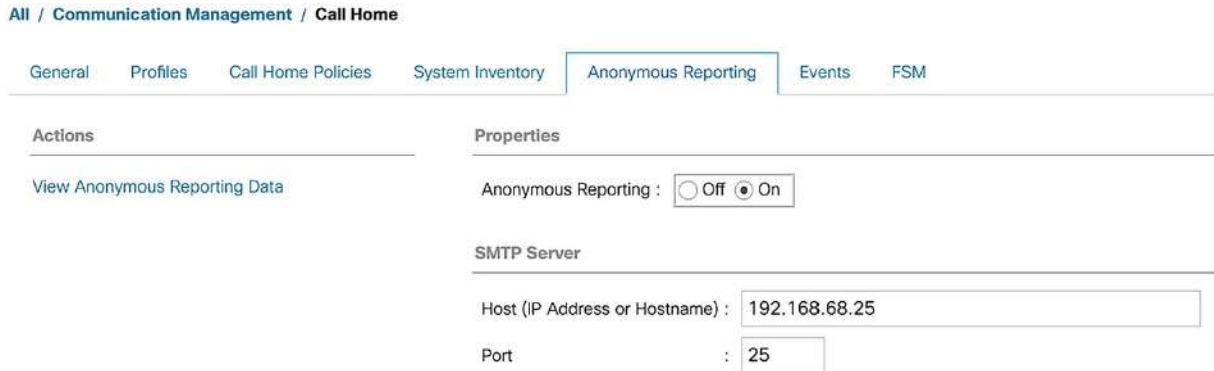 All / Communication Management / Call Home
General Profiles Call Home Policies System Inventory Anonymous Reporting Events FSM
Actions
View Anonymous Reporting Data
Properties
Anonymous Reporting : Off On
SMTP Server
Host (IP Address or Hostname) : 192.168.68.25
Port : 25